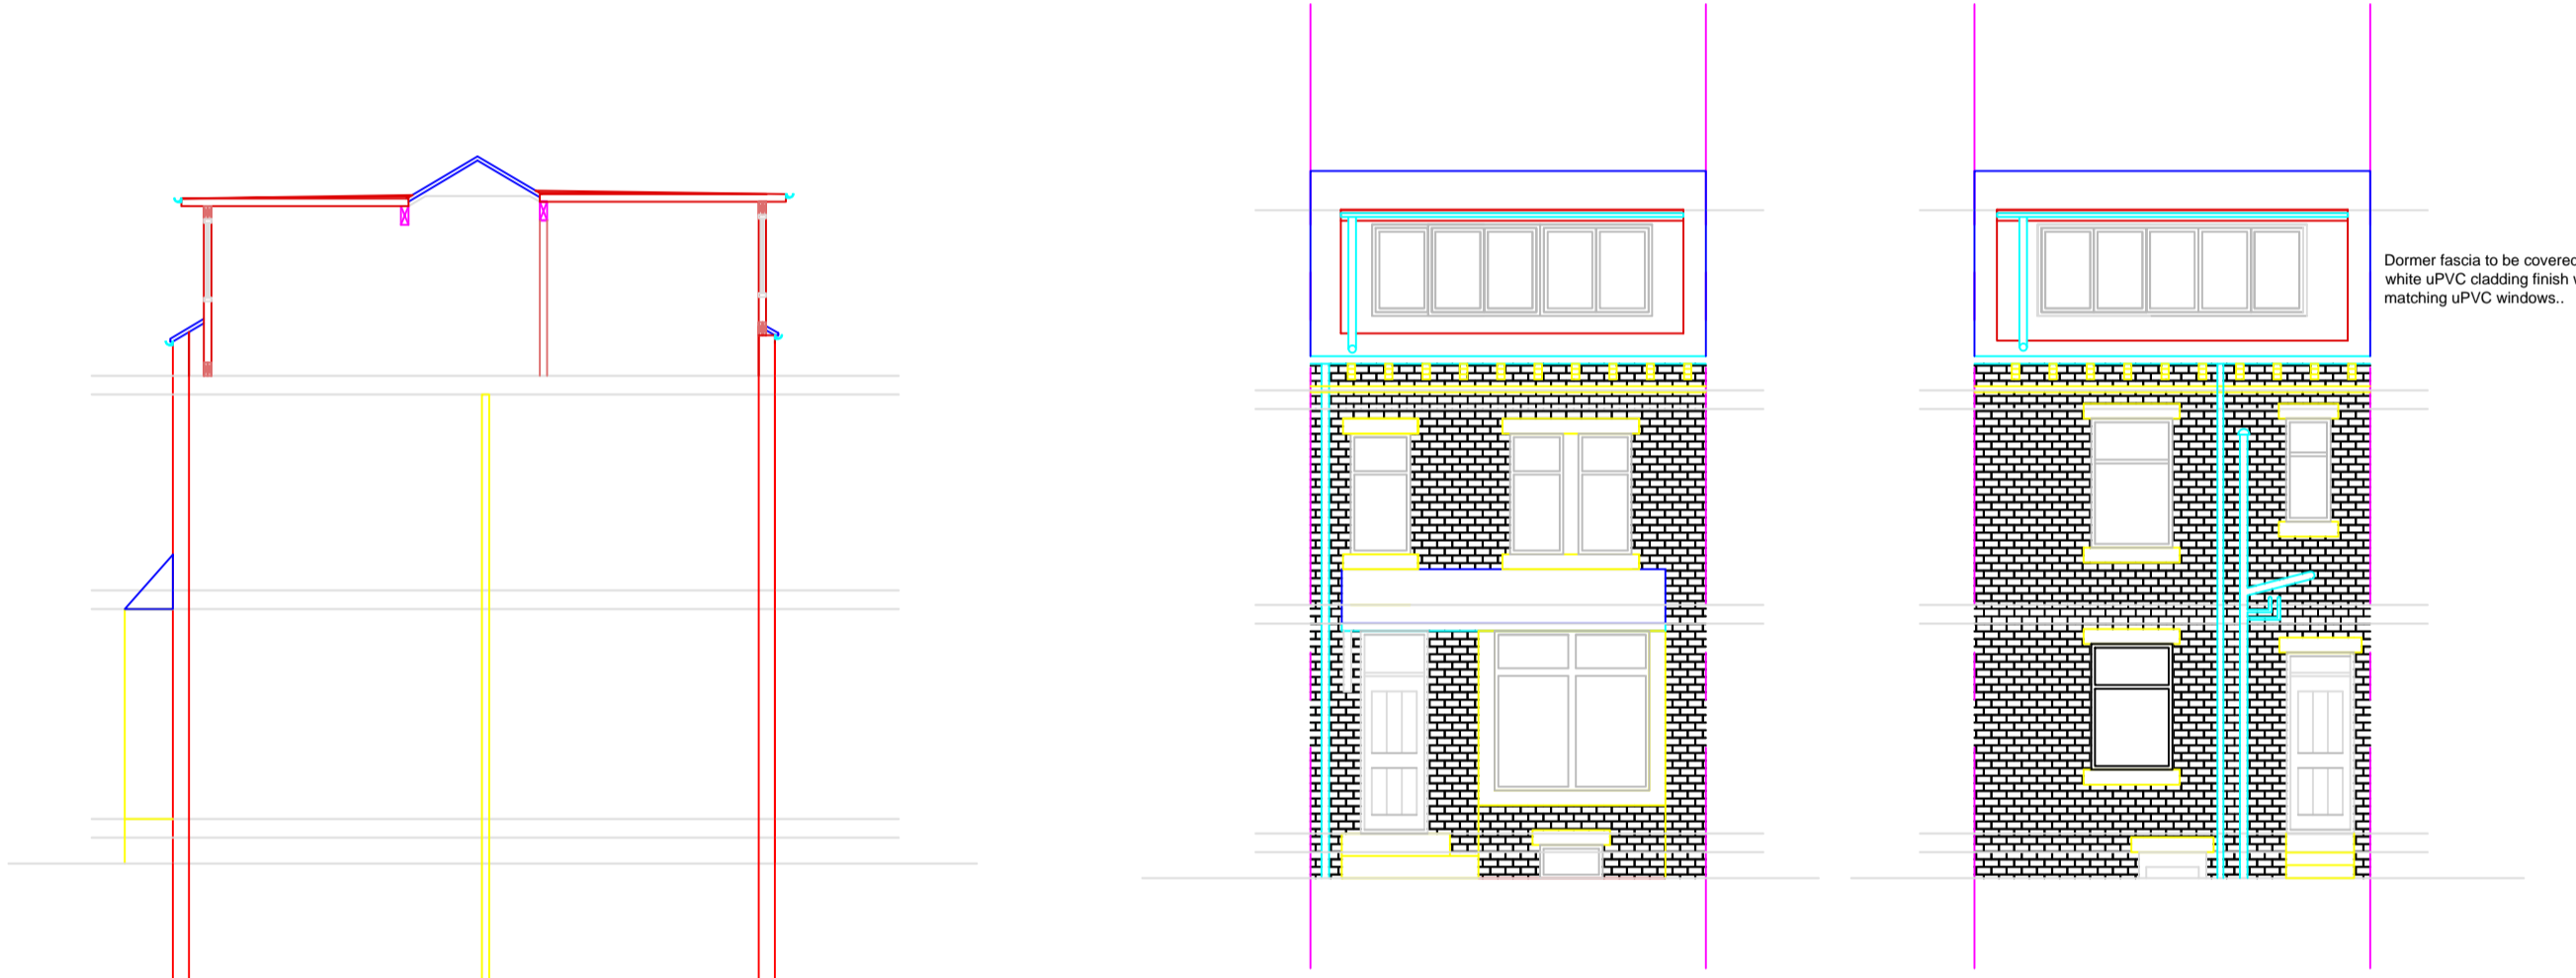 Dormer fascia to be covered
white uPVC cladding finish
matching uPVC windows..